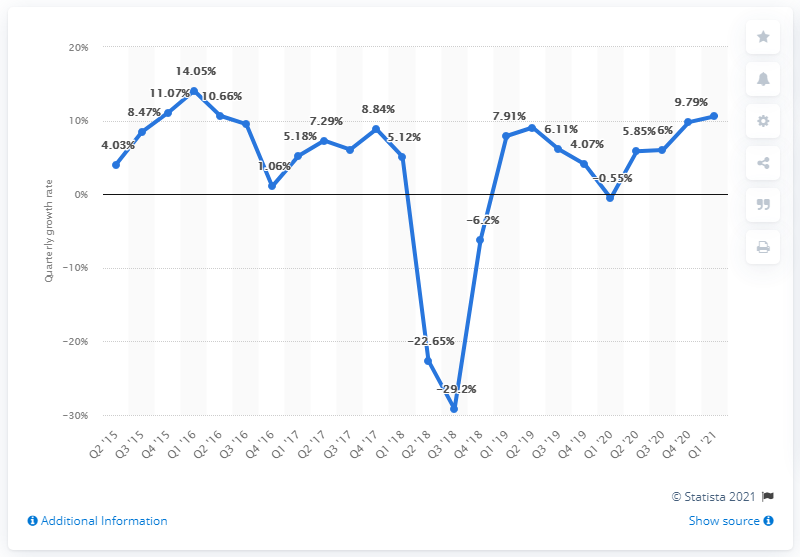 20%
10%
0%
-10%
-20%
-30%
Quarterly growth rate
4.03%
8.47%
11.07%
14.05%
10.66%
1.06%
5.18%
7.29%
8.84%
5.12%
-22.65%
-29.2%
-6.2%
7.91%
6.11%
4.07%
-0.55%
5.85%
6%
9.79%
Q2 '15
Q3 '15
Q4 '15
Q1 '16
Q2 '16
Q3 '16
Q4 '16
Q1 '17
Q2 '17
Q3 '17
Q4 '17
Q1 '18
Q2 '18
Q3 '18
Q4 '18
Q1 '19
Q2 '19
Q3 '19
Q4 '19
Q1 '20
Q2 '20
Q3 '20
Q4 '20
Q1 '21
© Statista 2021
Additional Information
Show source